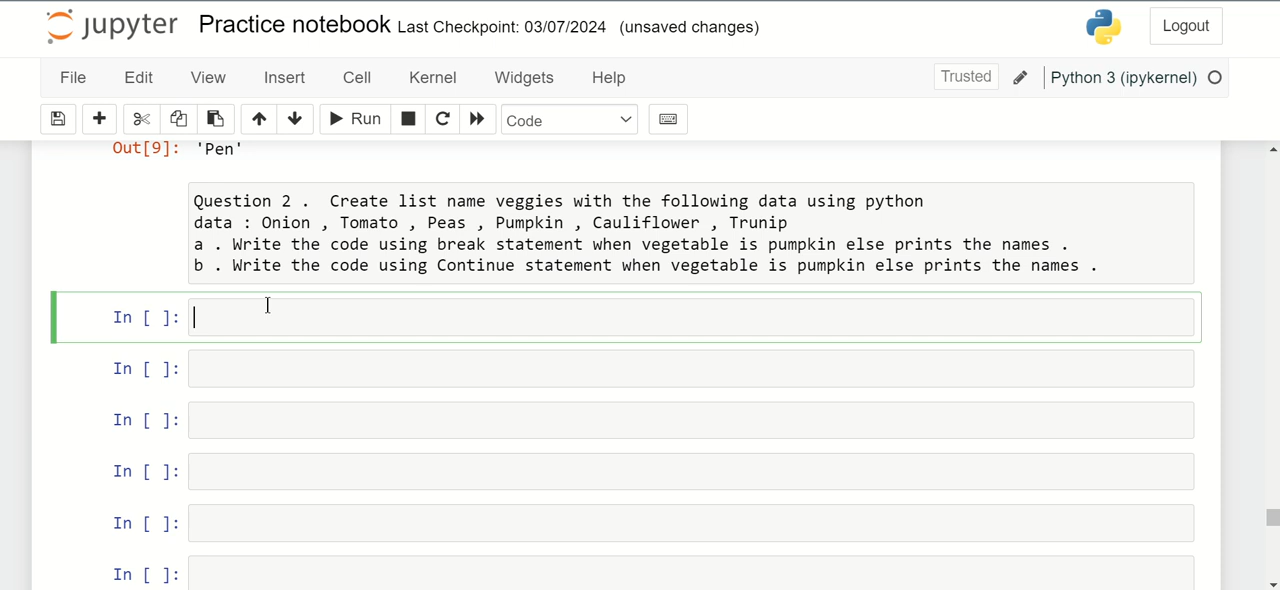 jupyter Practice notebook Last Checkpoint: 03/07/2024 (unsaved changes) Logout
File Edit View Insert Cell Kernel Widgets Help Trusted Python 3 (ipykernel)
Run Code
Out[9]: 'Pen'
Question 2 . Create list name veggies with the following data using python
data : Onion , Tomato , Peas , Pumpkin , Cauliflower , Trunip
a . Write the code using break statement when vegetable is pumpkin else prints the names .
b . Write the code using Continue statement when vegetable is pumpkin else prints the names .
In [ ]:
In [ ]:
In [ ]:
In [ ]:
In [ ]:
In [ ]: